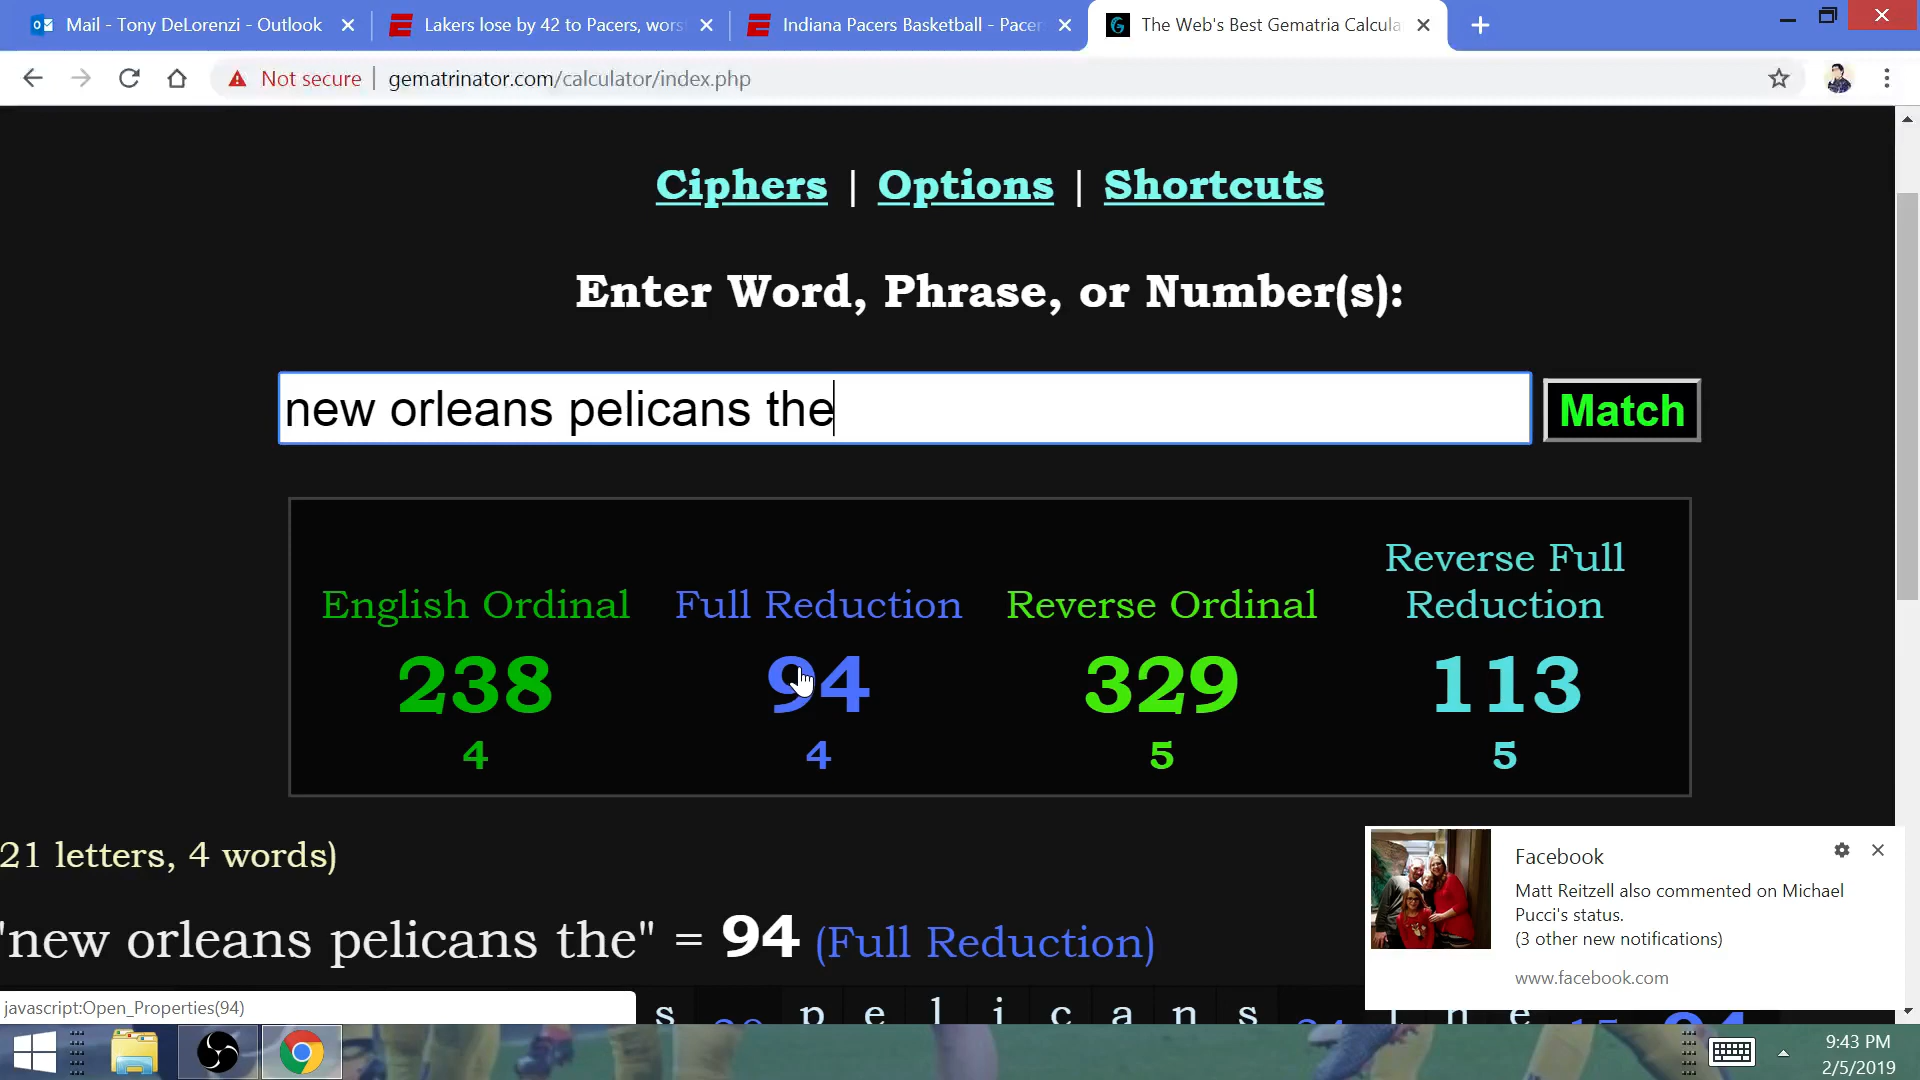 Mail - Tony DeLorenzi - Outlook
Lakers lose by 42 to Pacers, wors
Indiana Pacers Basketball - Pacer
The Web's Best Gematria Calcula
Not secure | gematrinator.com/calculator/index.php
Ciphers | Options | Shortcuts
Enter Word, Phrase, or Number(s):
new orleans pelicans the
Match
English Ordinal
Full Reduction
Reverse Ordinal
Reverse Full
Reduction
238
94
329
113
4
4
5
5
21 letters, 4 words)
"new orleans pelicans the" = 94 (Full Reduction)
Facebook
Matt Reitzell also commented on Michael
Pucci's status.
(3 other new notifications)
www.facebook.com
javascript:Open_Properties(94)
s p e l i c a n s
9:43 PM
2/5/2019